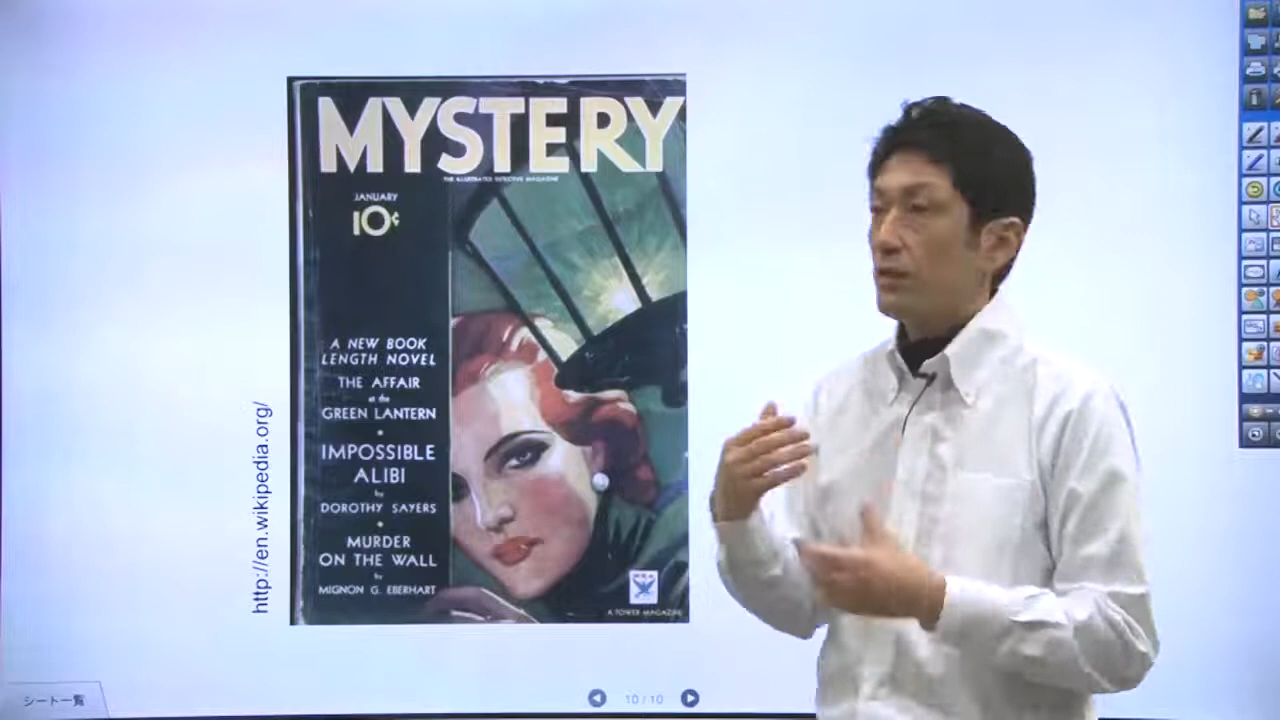 MYSTERY
THE ILLUSTRATED DETECTIVE MAGAZINE
JANUARY
10¢
A NEW BOOK
LENGTH NOVEL
THE AFFAIR
at the
GREEN LANTERN
IMPOSSIBLE
ALIBI
by
DOROTHY SAYERS
MURDER
ON THE WALL
by
MIGNON G. EBERHART
NRA
A TOWER MAGAZINE
http://en.wikipedia.org/
シート一覧
10 / 10